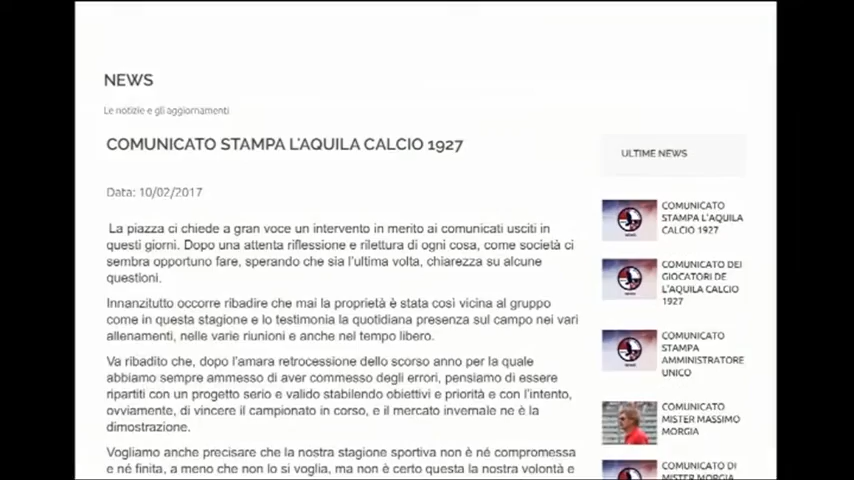 NEWS
Le notizie e gli aggiornamenti
COMUNICATO STAMPA L'AQUILA CALCIO 1927
Data: 10/02/2017
La piazza ci chiede a gran voce un intervento in merito ai comunicati usciti in
questi giorni. Dopo una attenta riflessione e rilettura di ogni cosa, come società ci
sembra opportuno fare, sperando che sia l'ultima volta, chiarezza su alcune
questioni.
Innanzitutto occorre ribadire che mai la proprietà è stata così vicina al gruppo
come in questa stagione e lo testimonia la quotidiana presenza sul campo nei vari
allenamenti, nelle varie riunioni e anche nel tempo libero.
Va ribadito che, dopo l'amara retrocessione dello scorso anno per la quale
abbiamo sempre ammesso di aver commesso degli errori, pensiamo di essere
ripartiti con un progetto serio e valido stabilendo obiettivi e priorità e con l'intento,
ovviamente, di vincere il campionato in corso, e il mercato invernale ne è la
dimostrazione.
Vogliamo anche precisare che la nostra stagione sportiva non è né compromessa
e né finita, a meno che non lo si voglia, ma non è certo questa la nostra volontà e
ULTIME NEWS
COMUNICATO
STAMPA L'AQUILA
CALCIO 1927
COMUNICATO DEI
GIOCATORI DE
L'AQUILA CALCIO
1927
COMUNICATO
STAMPA
AMMINISTRATORE
UNICO
COMUNICATO
MISTER MASSIMO
MORGIA
COMUNICATO DI
MISTER MORGIA